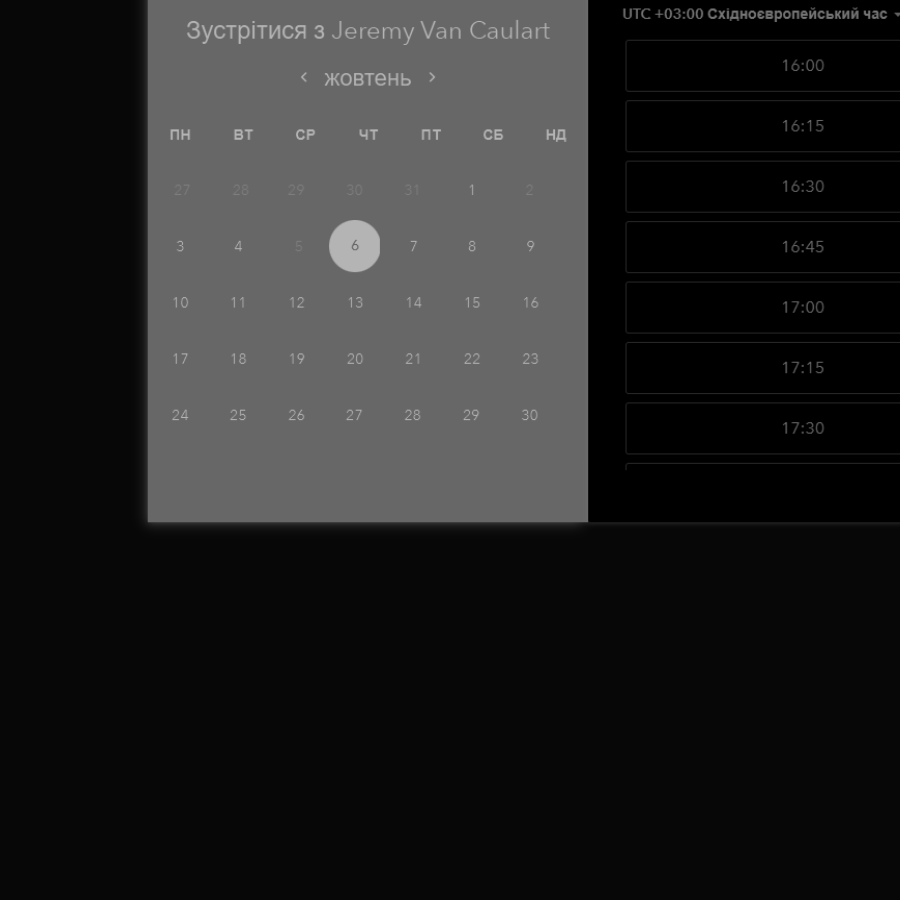 Зустрітися з Jeremy Van Caulart
жовтень
ПН ВТ СР ЧТ ПТ СБ НД
27 28 29 30 31 1 2
3 4 5 6 7 8 9
10 11 12 13 14 15 16
17 18 19 20 21 22 23
24 25 26 27 28 29 30
UTC +03:00 Східноєвропейський час
16:00
16:15
16:30
16:45
17:00
17:15
17:30